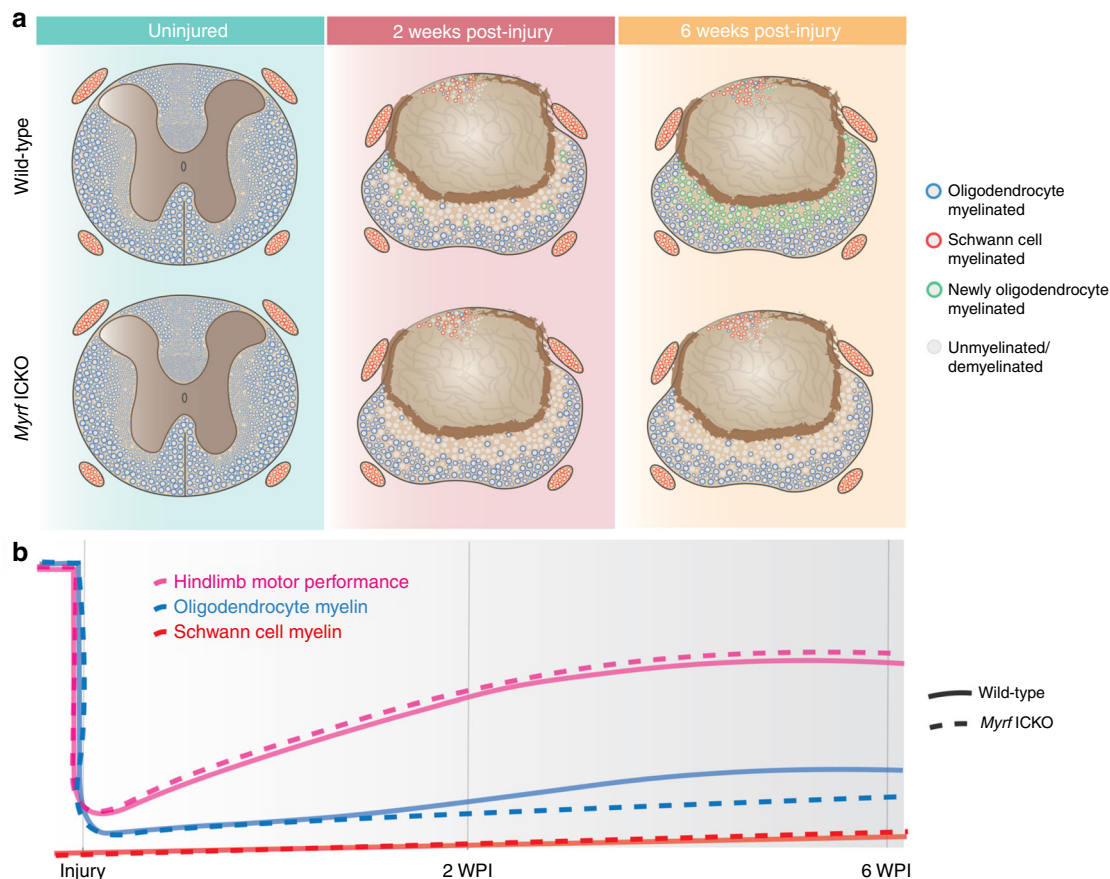 a
Uninjured
2 weeks post-injury
6 weeks post-injury
Wild-type
Myrf ICKO
Oligodendrocyte
myelinated
Schwann cell
myelinated
Newly oligodendrocyte
myelinated
Unmyelinated/
demyelinated
b
Hindlimb motor performance
Oligodendrocyte myelin
Schwann cell myelin
Wild-type
Myrf ICKO
Injury
2 WPI
6 WPI